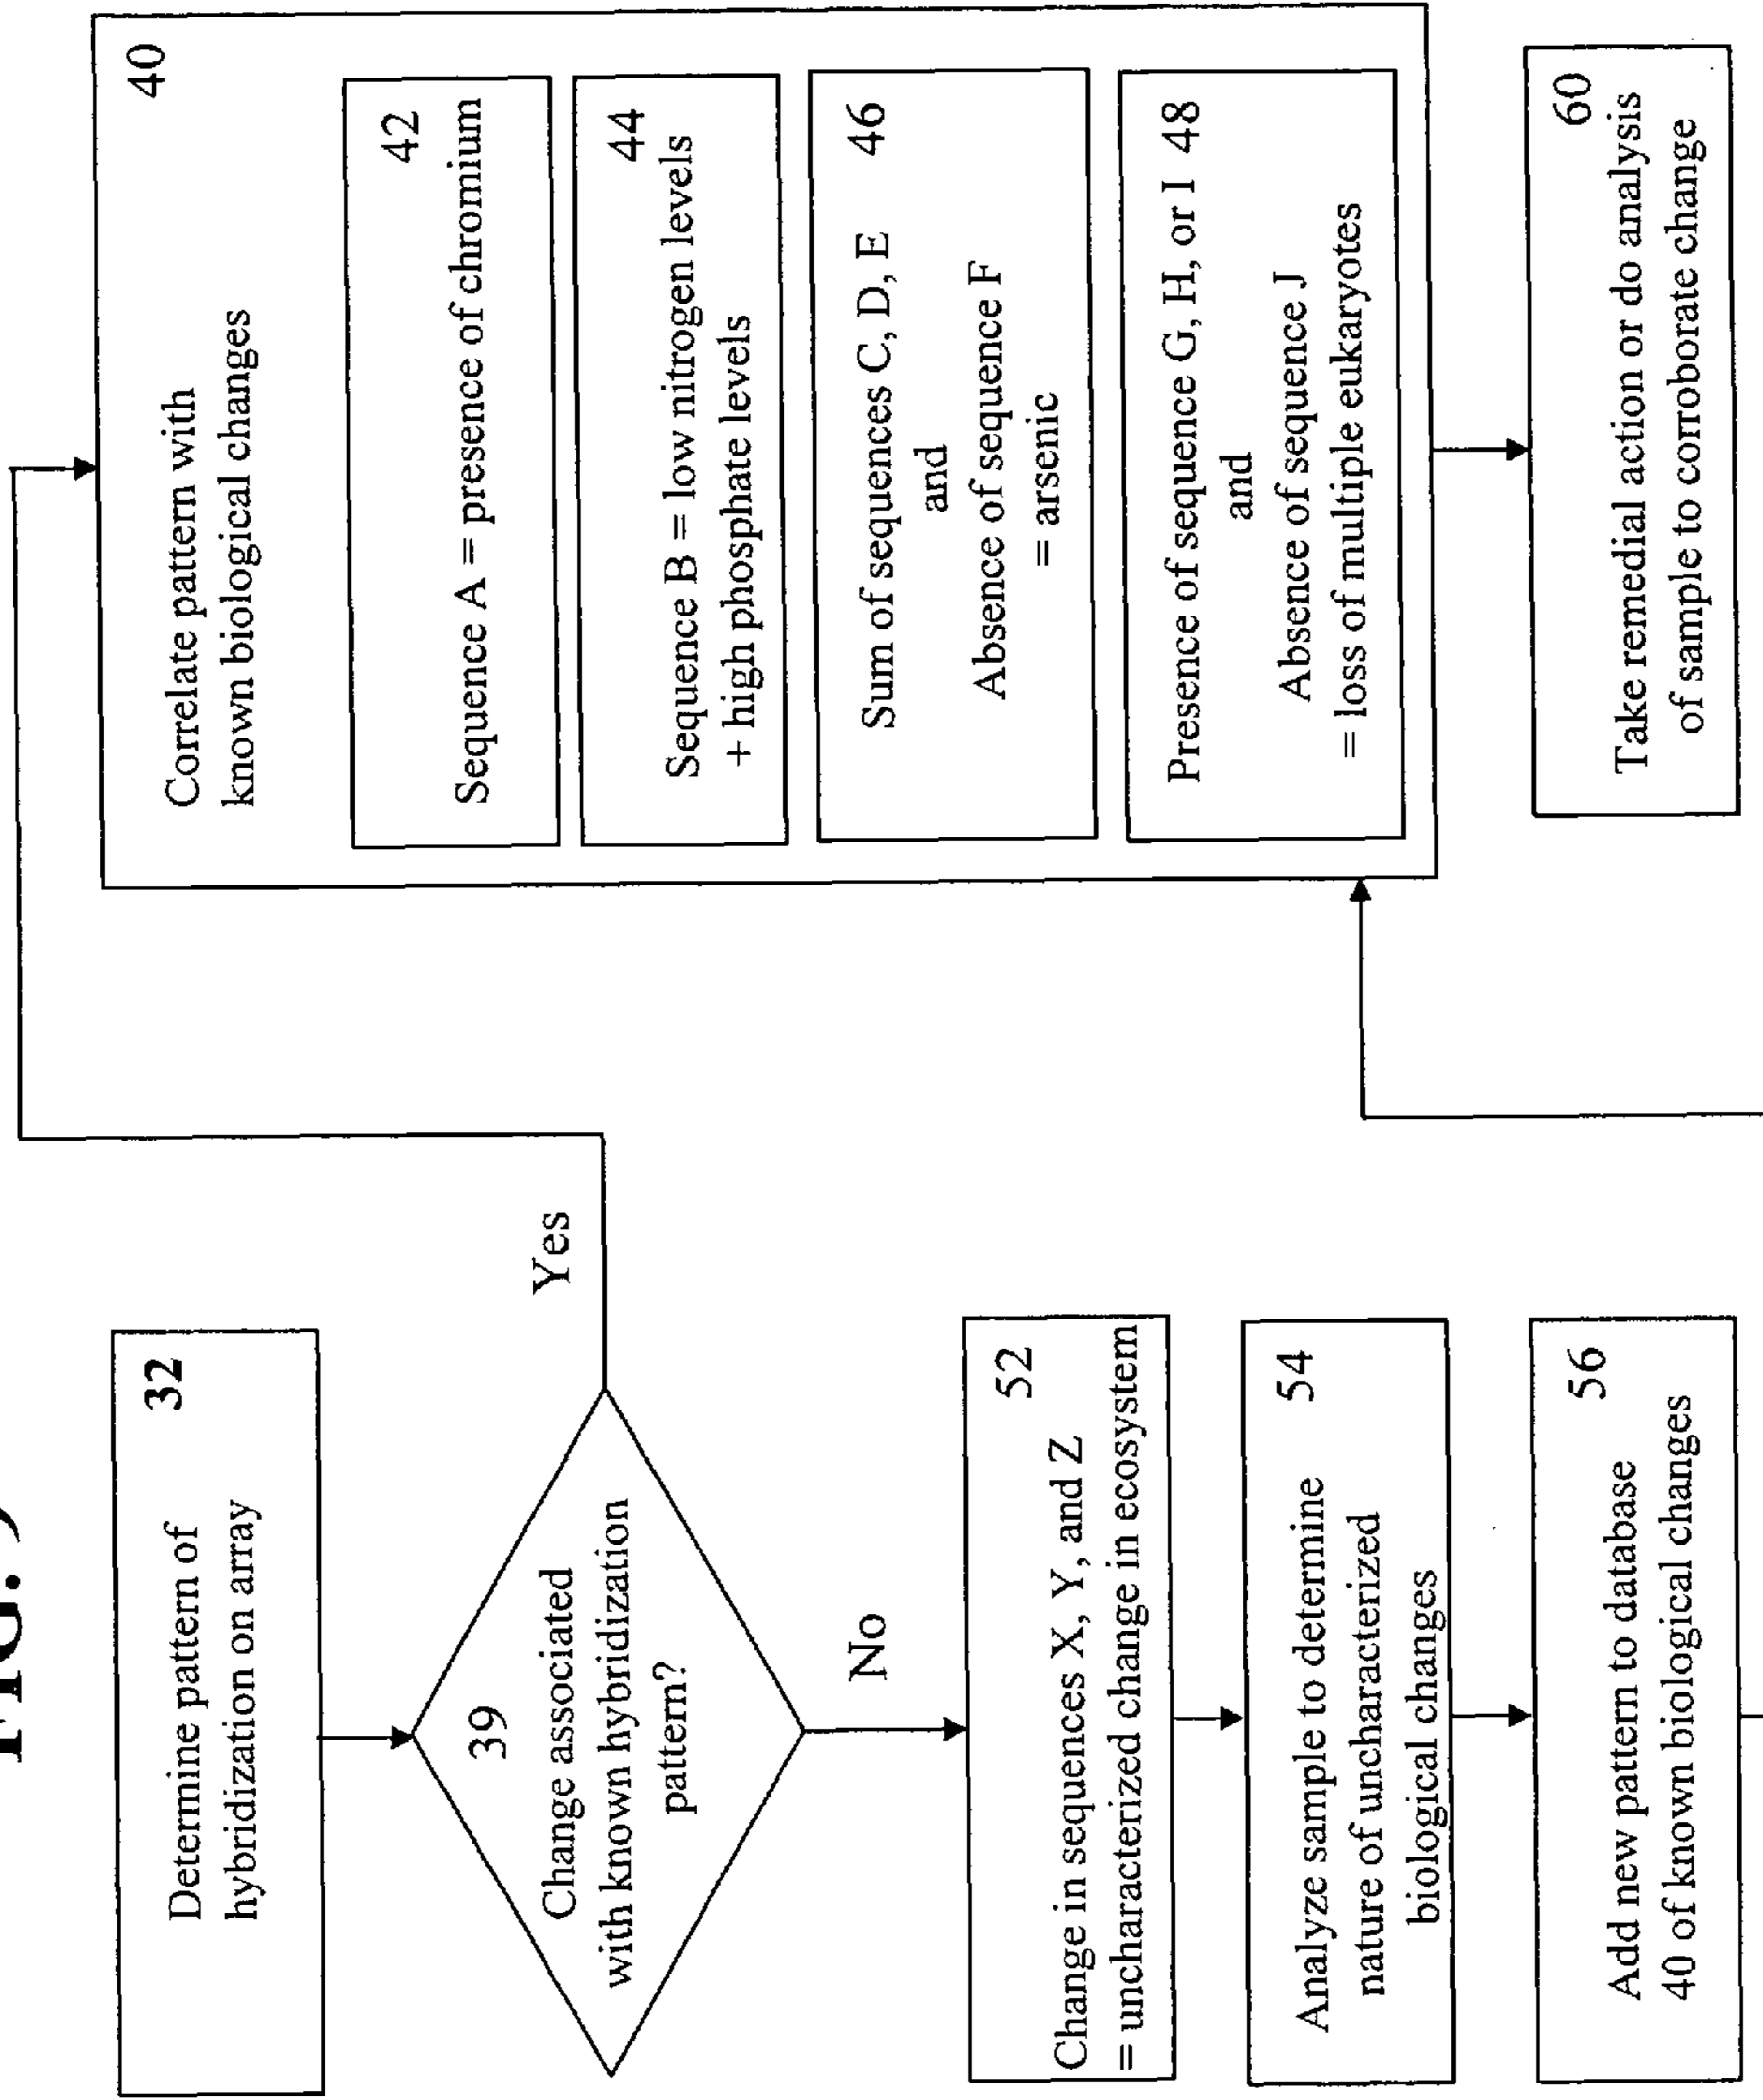 FIG.
Determine pattern of
hybridization on array
32
39
Change associated
with known hybridization
pattern?
Yes
No
52
Change in sequences X, Y, and Z
= uncharacterized change in ecosystem
Analyze sample to determine 54
nature of uncharacterized
biological changes
56
Add new pattern to database
40 of known biological changes
40
Correlate pattern with
known biological changes
42
Sequence A = presence of chromium
44
Sequence B = low nitrogen levels
+ high phosphate levels
Sum of sequences C, D, E 46
and
Absence of sequence F
= arsenic
Presence of sequence G, H, or I 48
and
Absence of sequence J
= loss of multiple eukaryotes
60
Take remedial action or do analysis
of sample to corroborate change